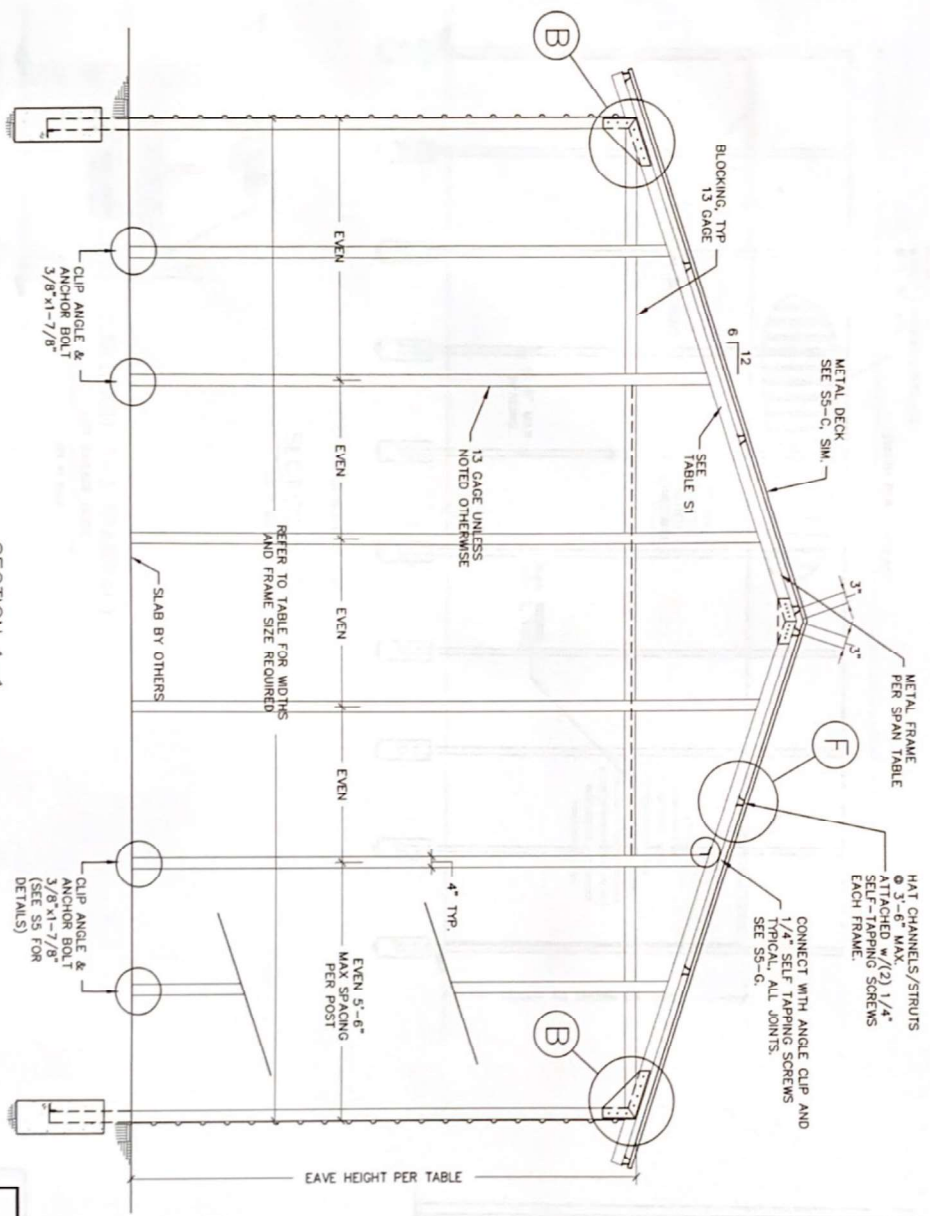 METAL FRAME
PER SPAN TABLE
HAT CHANNELS/STRUTS
@ 3'-6" MAX.
ATTACHED w/(2) 1/4"
SELF-TAPPING SCREWS
EACH FRAME.
METAL DECK
SEE S5-C, SIM.
3"
3"
F
CONNECT WITH ANGLE CLIP AND
1/4" SELF TAPPING SCREWS
TYPICAL, ALL JOINTS.
SEE S5-G.
12
6
SEE
TABLE S1
BLOCKING, TYP
13 GAGE
B
B
13 GAGE UNLESS
NOTED OTHERWISE
4" TYP.
EVEN
EVEN
EVEN
EVEN
EVEN 5'-6"
MAX SPACING
PER POST
REFER TO TABLE FOR WIDTHS
AND FRAME SIZE REQUIRED
EAVE HEIGHT PER TABLE
SLAB BY OTHERS
CLIP ANGLE &
ANCHOR BOLT
3/8"x1-7/8"
CLIP ANGLE &
ANCHOR BOLT
3/8"x1-7/8"
(SEE S5 FOR
DETAILS)